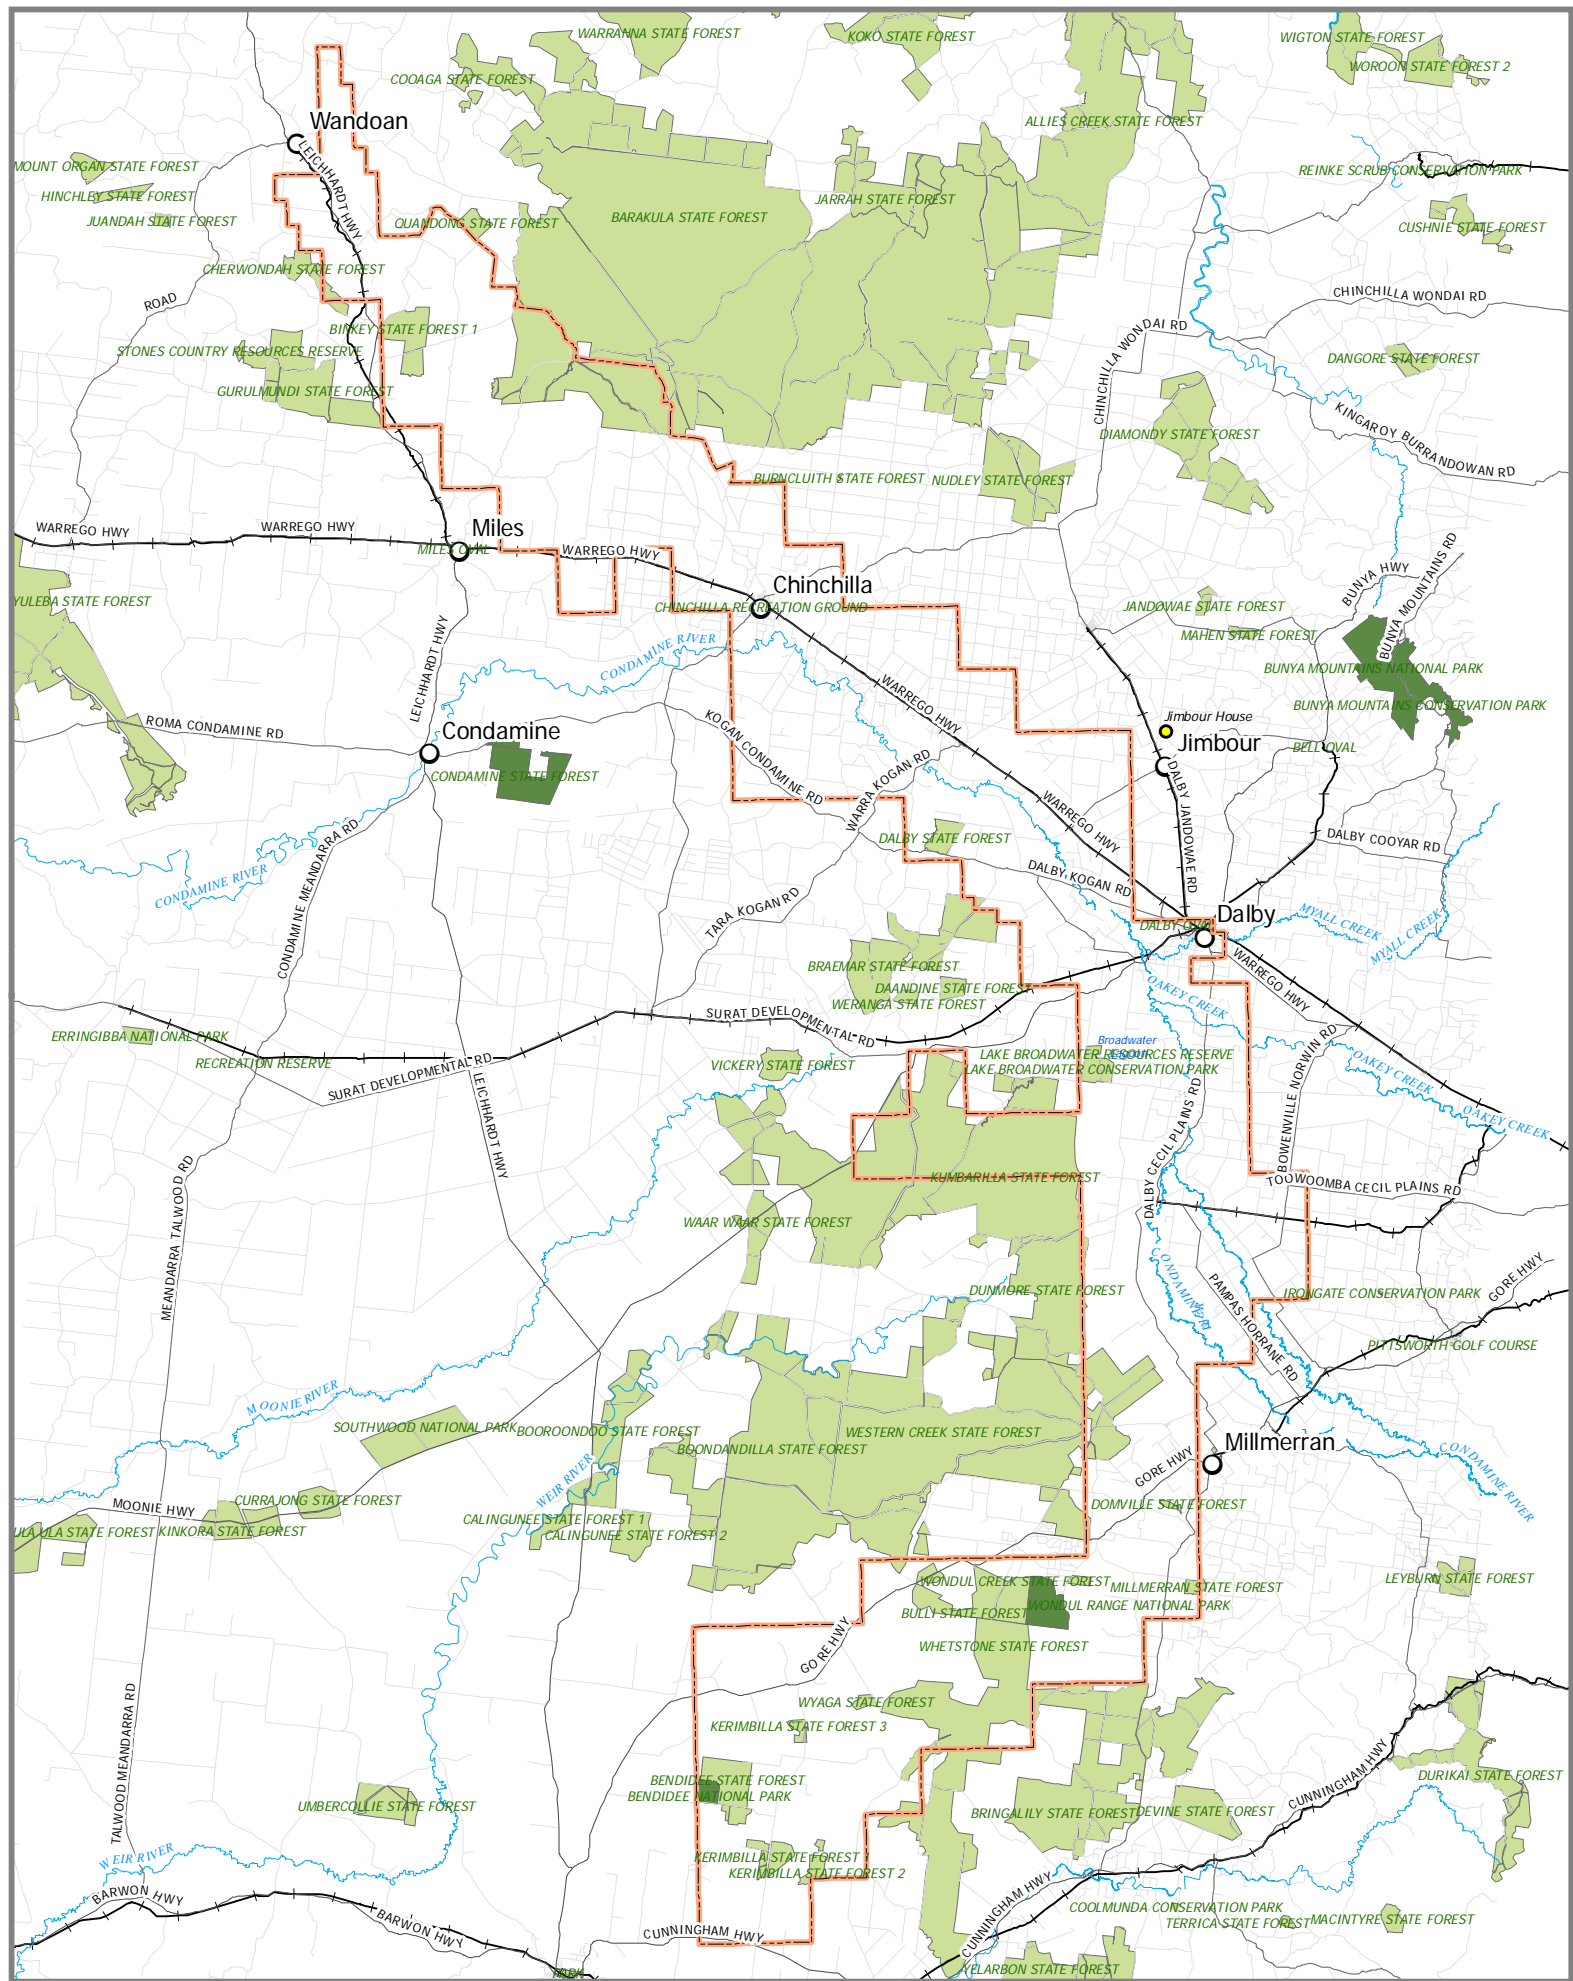 WARRANNA STATE FOREST
KOKO STATE FOREST
WIGTON STATE FOREST
WOROON STATE FOREST 2
COOAGA STATE FOREST
Wandoan
ALLIES CREEK STATE FOREST
LEICHHARDT HWY
MOUNT ORGAN STATE FOREST
REINKE SCRUB CONSERVATION PARK
HINCHLEY STATE FOREST
JARRAH STATE FOREST
JUANDAH STATE FOREST
QUANDONG STATE FOREST
BARAKULA STATE FOREST
CUSHNIE STATE FOREST
CHERWONDAH STATE FOREST
ROAD
CHINCHILLA WONDAI RD
BINKEY STATE FOREST 1
CHINCHILLA WONDAI RD
STONES COUNTRY RESOURCES RESERVE
DANGORE STATE FOREST
GURULMUNDI STATE FOREST
KINGAROY BURRANDOWAN RD
DIAMONDY STATE FOREST
BURNCLUITH STATE FOREST
NUDLEY STATE FOREST
WARREGO HWY
WARREGO HWY
Miles
MILES OVAL
WARREGO HWY
BUNYA HWY
BUNYA MOUNTAINS RD
Chinchilla
CHINCHILLA RECREATION GROUND
YULEBA STATE FOREST
JANDOWAE STATE FOREST
MAHEN STATE FOREST
BUNYA MOUNTAINS RD
LEICHHARDT HWY
CONDAMINE RIVER
BUNYA MOUNTAINS NATIONAL PARK
BUNYA MOUNTAINS CONSERVATION PARK
WARREGO HWY
ROMA CONDAMINE RD
Condamine
KOGAN CONDAMINE RD
Jimbour House
Jimbour
BELL OVAL
CONDAMINE STATE FOREST
WARRA KOGAN RD
DALBY JANDOWAE RD
WARREGO HWY
DALBY STATE FOREST
DALBY COOYAR RD
CONDAMINE RIVER
CONDAMINE MEANDARRA RD
DALBY KOGAN RD
TARA KOGAN RD
Dalby
DALBY OVAL
MYALL CREEK
MYALL CREEK
BRAEMAR STATE FOREST
WARREGO HWY
DAANDINE STATE FOREST
WERANGA STATE FOREST
OAKEY CREEK
SURAT DEVELOPMENTAL RD
ERRINGIBBA NATIONAL PARK
RECREATION RESERVE
Broadwater
LAKE BROADWATER RESOURCES RESERVE
LAKE BROADWATER CONSERVATION PARK
BOWENVILLE NORWIN RD
OAKEY CREEK
VICKERY STATE FOREST
SURAT DEVELOPMENTAL RD
LEICHHARDT HWY
OAKEY CREEK
DALBY CECIL PLAINS RD
KUMBARILLA STATE FOREST
TOOWOOMBA CECIL PLAINS RD
MEANDARRA TALWOOD RD
WAAR WAAR STATE FOREST
CONDAMINE
DUNMORE STATE FOREST
PAMPAS HORRANE RD
IRONGATE CONSERVATION PARK
GORE HWY
PITTSWORTH GOLF COURSE
MOONIE RIVER
SOUTHWOOD NATIONAL PARK
BOOROONDOO STATE FOREST
WESTERN CREEK STATE FOREST
BOONDANDILLA STATE FOREST
Millmerran
GORE HWY
CONDAMINE RIVER
WEIR RIVER
MOONIE HWY
CURRAJONG STATE FOREST
DOMVILLE STATE FOREST
ULA ULA STATE FOREST
KINKORA STATE FOREST
CALINGUNEE STATE FOREST 1
CALINGUNEE STATE FOREST 2
WONDUL CREEK STATE FOREST
MILLMERRAN STATE FOREST
LEYBURN STATE FOREST
BULLI STATE FOREST
WONDUL RANGE NATIONAL PARK
GORE HWY
WHETSTONE STATE FOREST
WYAGA STATE FOREST
KERIMBILLA STATE FOREST 3
TALWOOD MEANDARRA RD
BENDIDEE STATE FOREST
BENDIDEE NATIONAL PARK
CUNNINGHAM HWY
DURIKAI STATE FOREST
UMBERCOLLIE STATE FOREST
BRINGALILY STATE FOREST
DEVINE STATE FOREST
WEIR RIVER
KERIMBILLA STATE FOREST
KERIMBILLA STATE FOREST 2
BARWON HWY
BARWON HWY
CUNNINGHAM HWY
CUNNINGHAM HWY
COOLMUNDA CONSERVATION PARK
TERRICA STATE FOREST
MACINTYRE STATE FOREST
YELARBON STATE FOREST
PARK